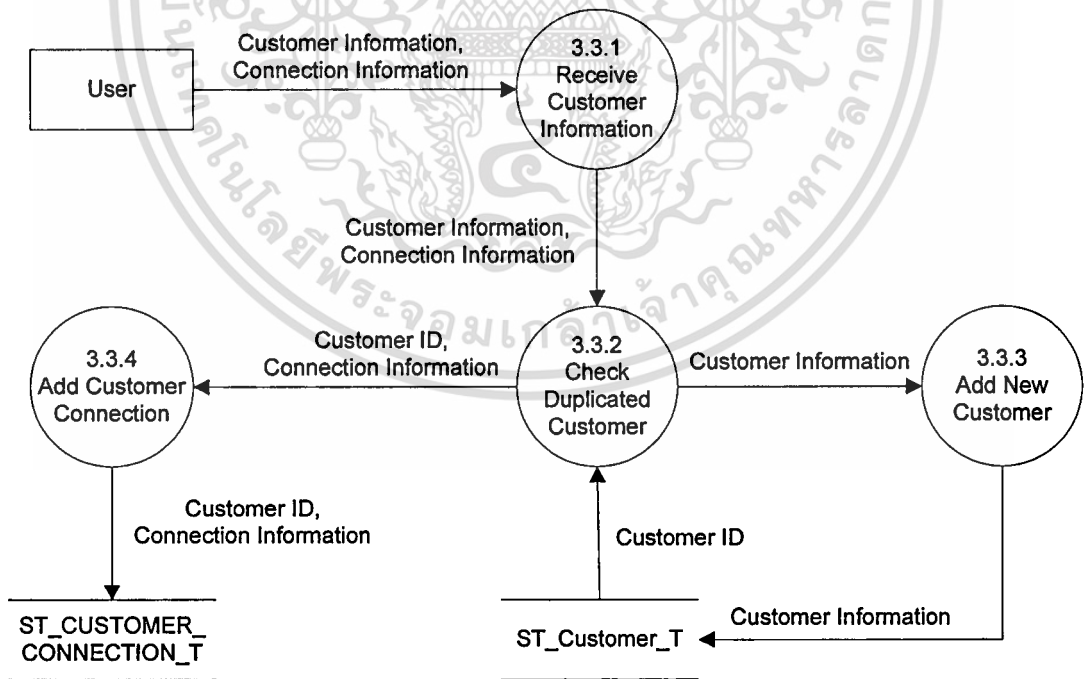 Customer Information,
Connection Information
User
3.3.1
Receive
Customer
Information
Customer Information,
Connection Information
3.3.4
Add Customer
Connection
Customer ID,
Connection Information
3.3.2
Check
Duplicated
Customer
Customer Information
3.3.3
Add New
Customer
Customer ID,
Connection Information
Customer ID
ST_CUSTOMER_
CONNECTION_T
ST_Customer_T
Customer Information